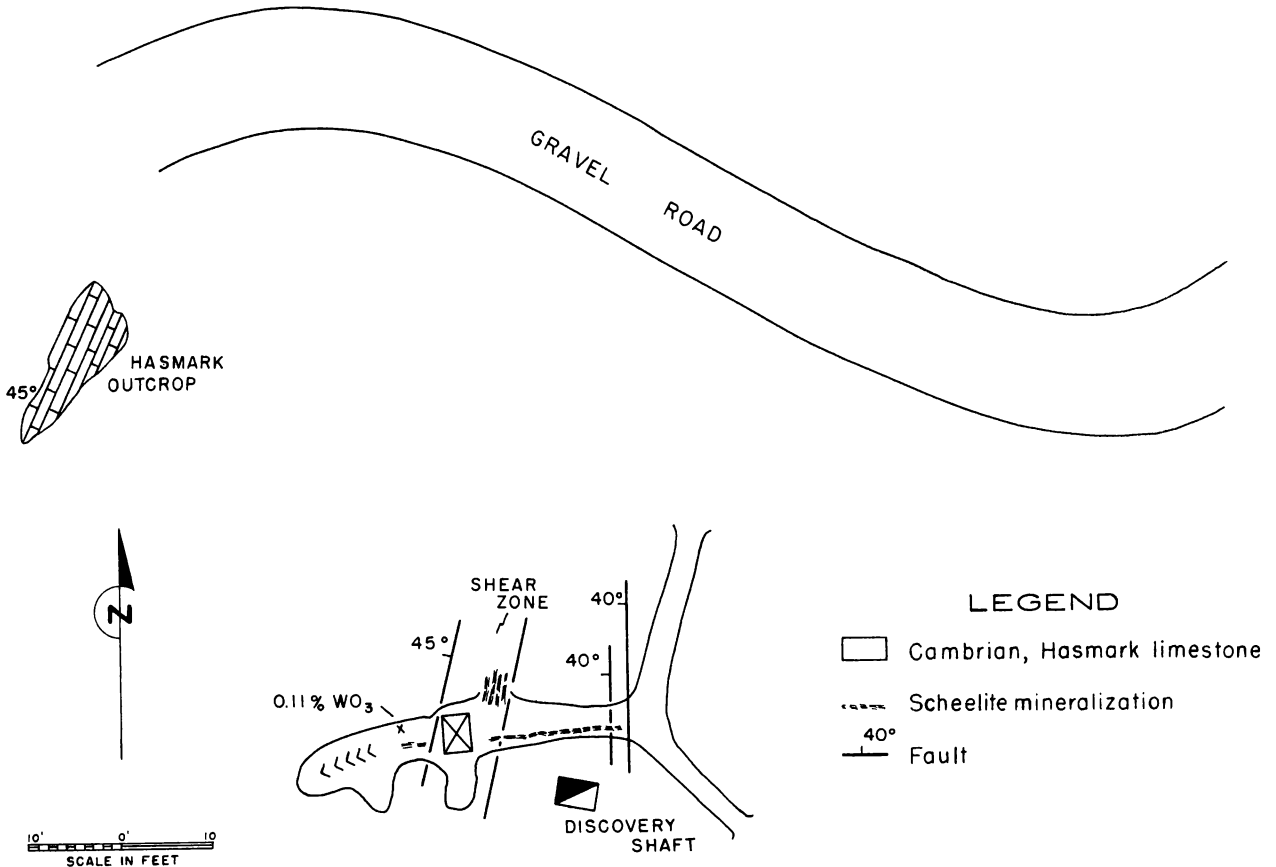 GRAVEL
ROAD
HASMARK
OUTCROP
45°
N
SHEAR
ZONE
45°
40°
40°
0.11% WO₃
DISCOVERY
SHAFT
LEGEND
Cambrian, Hasmark limestone
Scheelite mineralization
40°
Fault
10' 0' 10
SCALE IN FEET